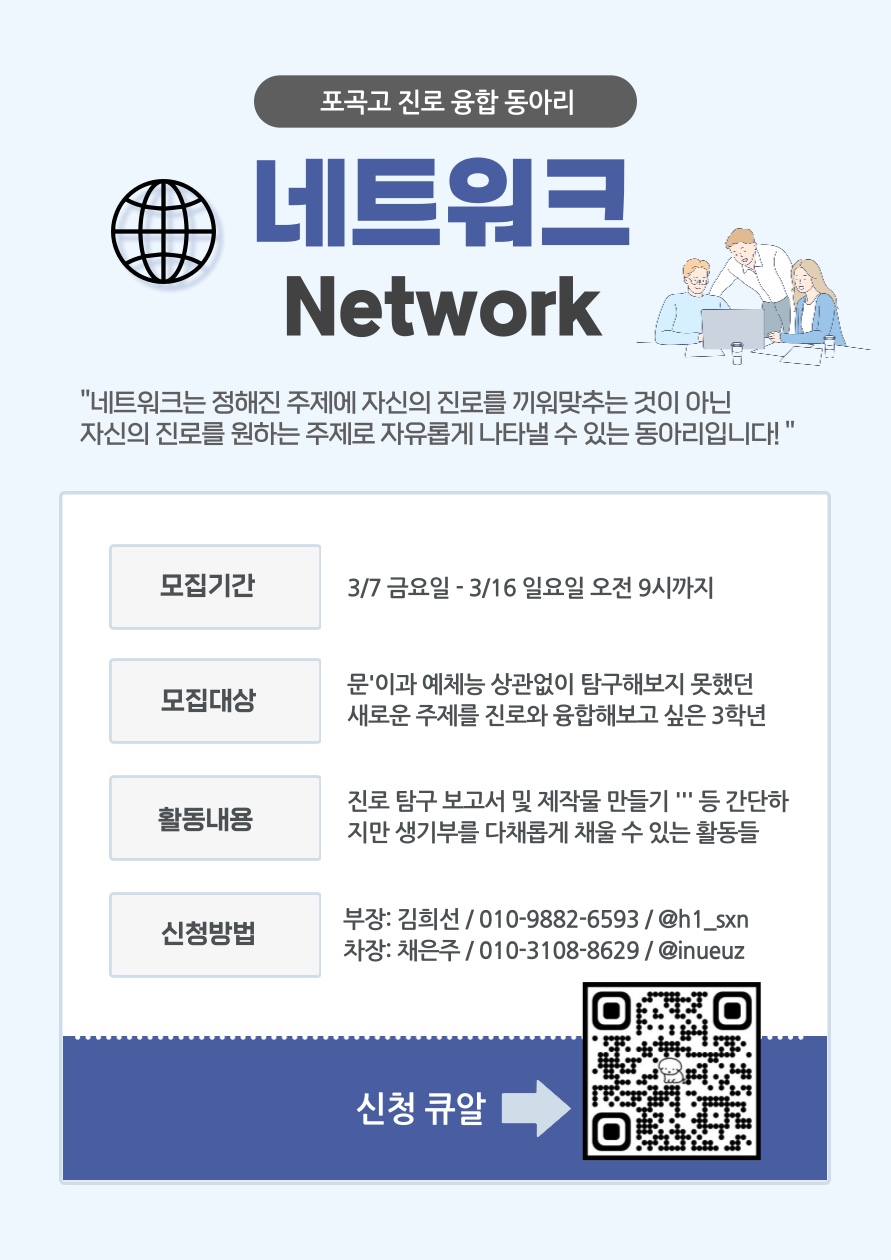 포곡고 진로 융합 동아리
네트워크
Network
"네트워크는 정해진 주제에 자신의 진로를 끼워맞추는 것이 아닌
자신의 진로를 원하는 주제로 자유롭게 나타낼 수 있는 동아리입니다! "
모집기간
3/7 금요일 - 3/16 일요일 오전 9시까지
모집대상
문'이과 예체능 상관없이 탐구해보지 못했던
새로운 주제를 진로와 융합해보고 싶은 3학년
활동내용
진로 탐구 보고서 및 제작물 만들기 ''' 등 간단하
지만 생기부를 다채롭게 채울 수 있는 활동들
신청방법
부장: 김희선 / 010-9882-6593 / @h1_sxn
차장: 채은주 / 010-3108-8629 / @inueuz
신청 큐알